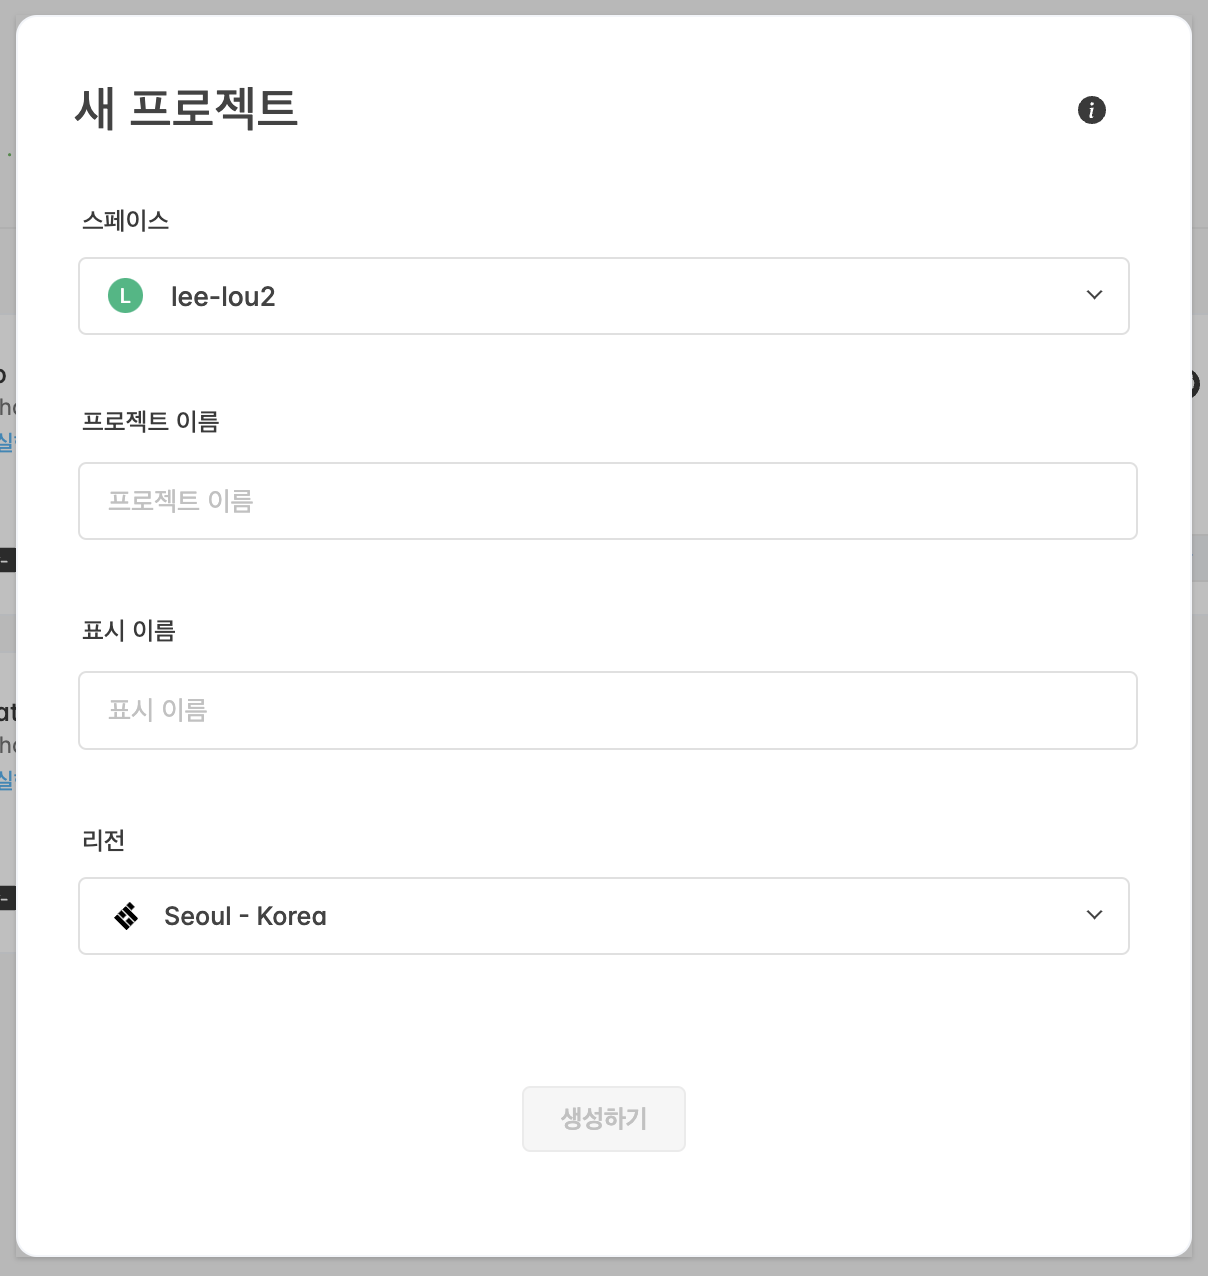 새 프로젝트
i
스페이스
L lee-lou2
프로젝트 이름
프로젝트 이름
표시 이름
표시 이름
리전
Seoul - Korea
생성하기